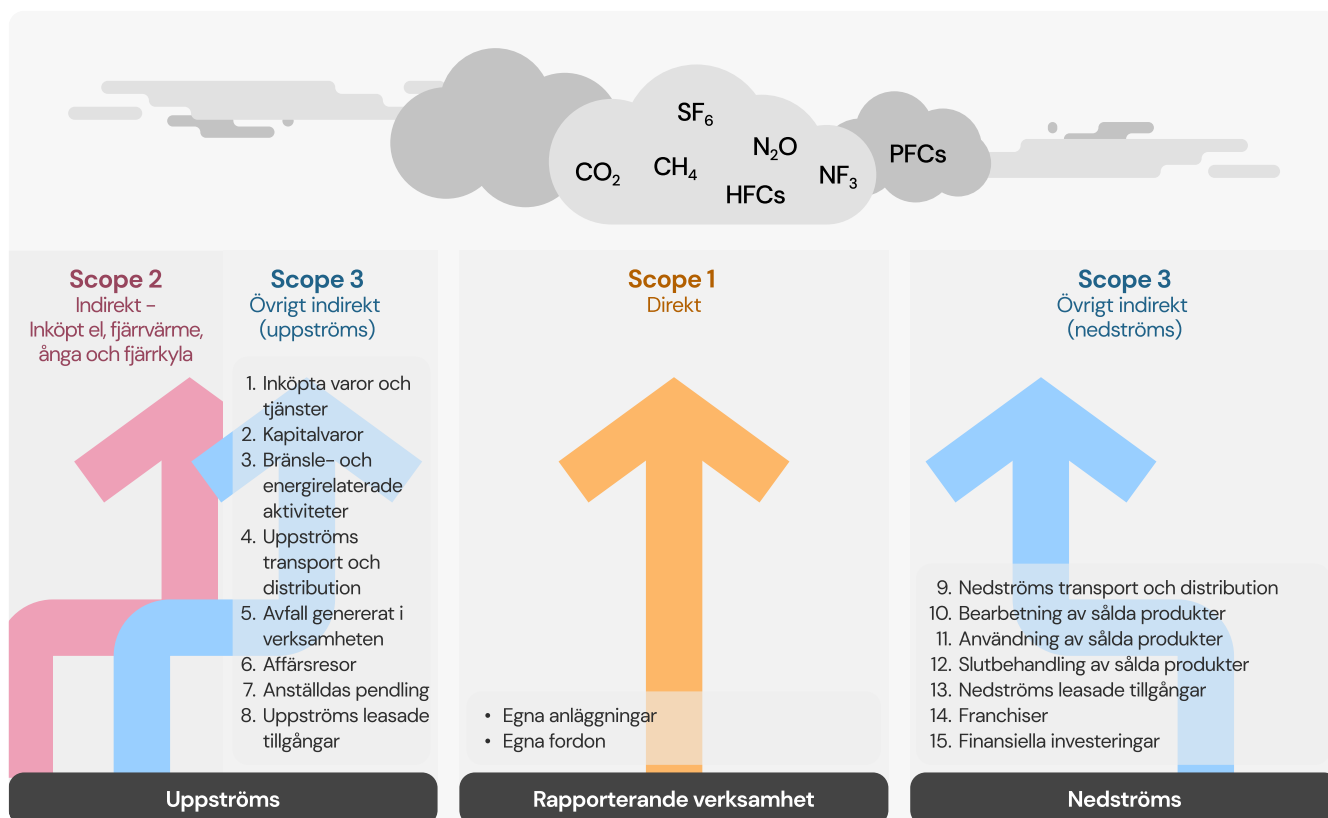 SF₆
CO₂
CH₄
N₂O
HFCs
NF₃
PFCs
Scope 2
Indirekt –
Inköpt el, fjärrvärme,
ånga och fjärrkyla
Scope 3
Övrigt indirekt
(uppströms)
1. Inköpta varor och
tjänster
2. Kapitalvaror
3. Bränsle- och
energirelaterade
aktiviteter
4. Uppströms
transport och
distribution
5. Avfall genererat i
verksamheten
6. Affärsresor
7. Anställdas pendling
8. Uppströms leasade
tillgångar
Uppströms
Scope 1
Direkt
• Egna anläggningar
• Egna fordon
Rapporterande verksamhet
Scope 3
Övrigt indirekt
(nedströms)
9. Nedströms transport och distribution
10. Bearbetning av sålda produkter
11. Användning av sålda produkter
12. Slutbehandling av sålda produkter
13. Nedströms leasade tillgångar
14. Franchiser
15. Finansiella investeringar
Nedströms